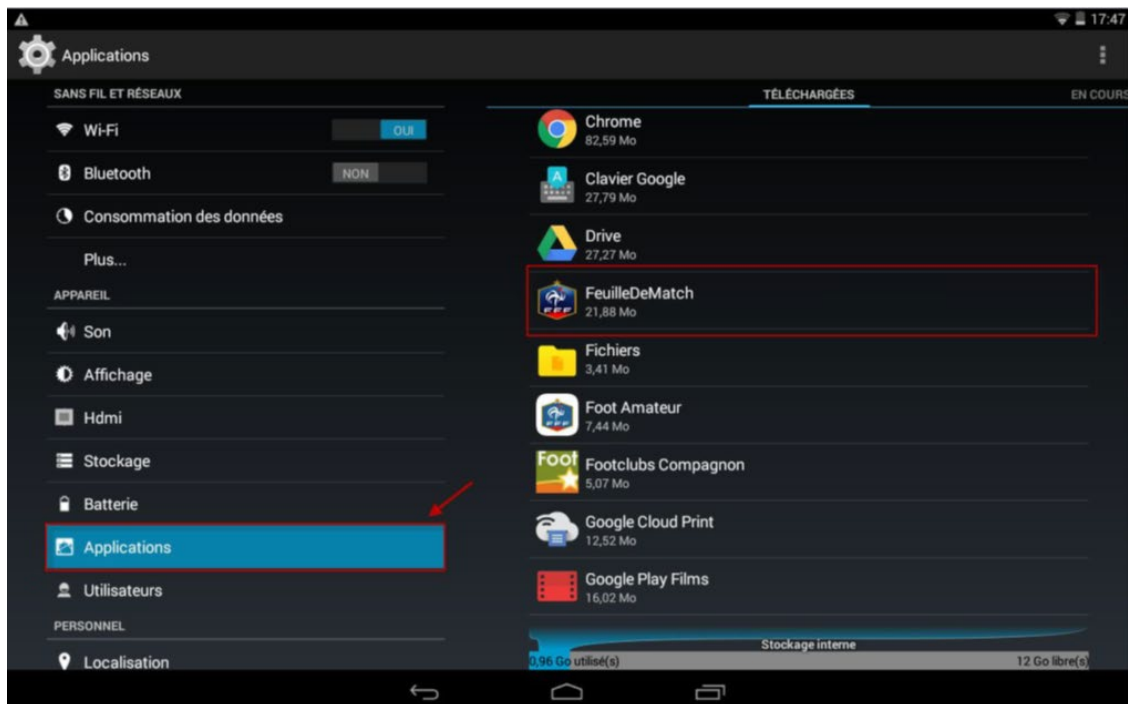 17:47
Applications
SANS FIL ET RÉSEAUX
Wi-Fi
OUI
Bluetooth
NON
Consommation des données
Plus...
APPAREIL
Son
Affichage
Hdmi
Stockage
Batterie
Applications
Utilisateurs
PERSONNEL
Localisation
TÉLÉCHARGÉES
EN COURS
Chrome
82,59 Mo
A
Clavier Google
27,79 Mo
Drive
27,27 Mo
FFF
FeuilleDeMatch
21,88 Mo
Fichiers
3,41 Mo
FFF
Foot Amateur
7,44 Mo
Foot
Footclubs Compagnon
5,07 Mo
Google Cloud Print
12,52 Mo
Google Play Films
16,02 Mo
Stockage interne
0,96 Go utilisé(s)
12 Go libre(s)